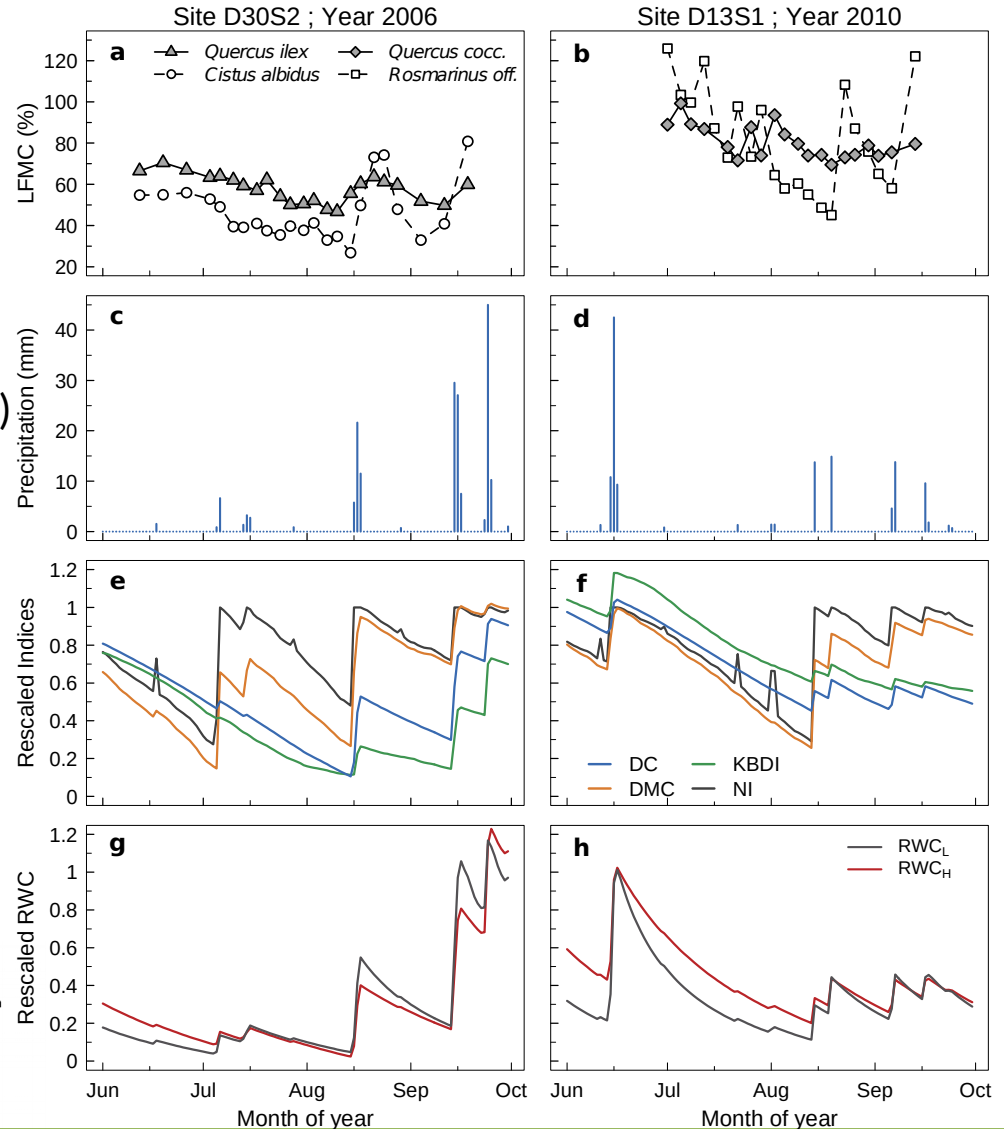 Site D30S2 ; Year 2006
Site D13S1 ; Year 2010
a
Quercus ilex
Quercus cocc.
Cistus albidus
Rosmarinus off.
b
LFMC (%)
120
100
80
60
40
20
c
d
Precipitation (mm)
)
40
30
20
10
0
e
f
Rescaled Indices
1.2
1
0.8
0.6
0.4
0.2
0
DC
KBDI
DMC
NI
g
h
Rescaled RWC
1.2
1
0.8
0.6
0.4
0.2
0
RWC_L
RWC_H
Jun Jul Aug Sep Oct
Jun Jul Aug Sep Oct
Month of year
Month of year